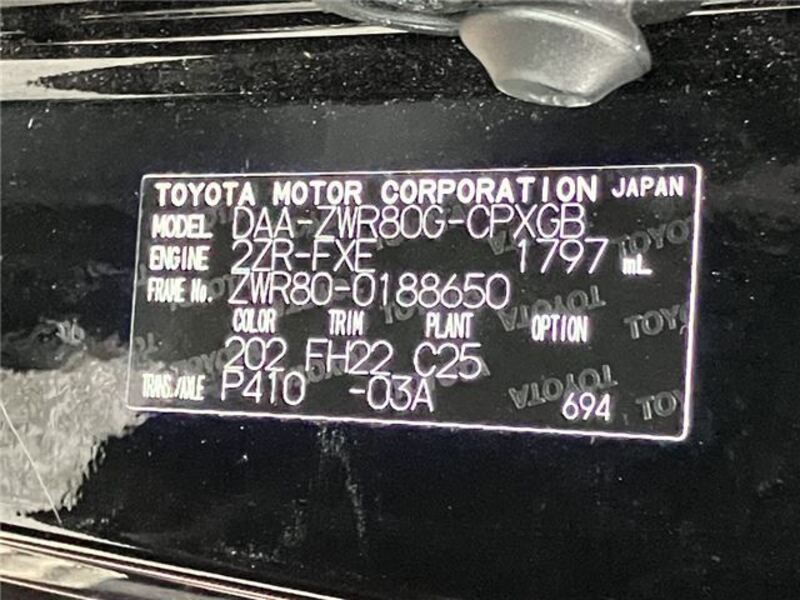 TOYOTA MOTOR CORPORATION JAPAN
MODEL DAA-ZWR80G-CPXGB
ENGINE 2ZR-FXE 1797 mL
FRAME No. ZWR80-0188650
COLOR TRIM PLANT OPTION
202 FH22 C25
TRANS./AXLE P410 -03A 694